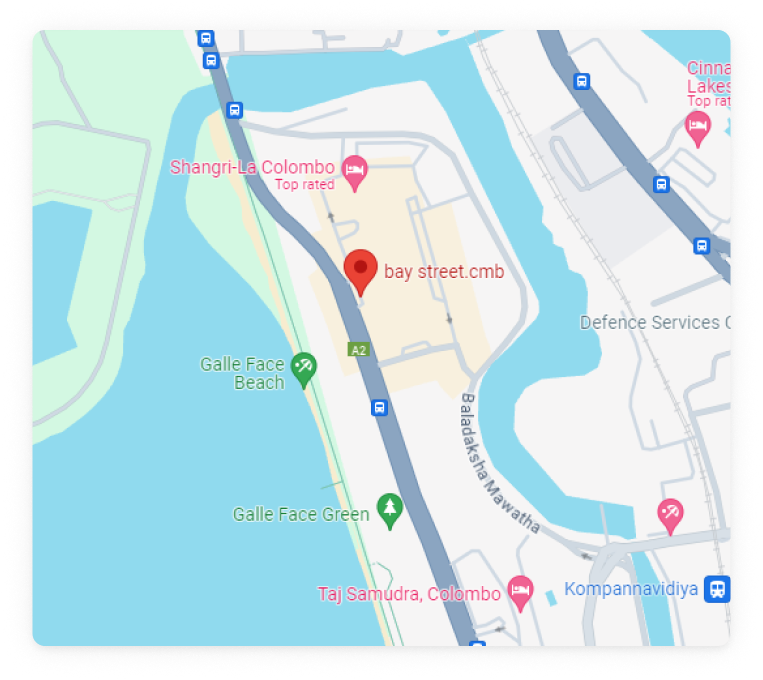 Cinna
Lakes
Top rat
Shangri-La Colombo
Top rated
bay street.cmb
Defence Services C
A2
Galle Face
Beach
Baladaksha Mawatha
Galle Face Green
Taj Samudra, Colombo
Kompannavidiya